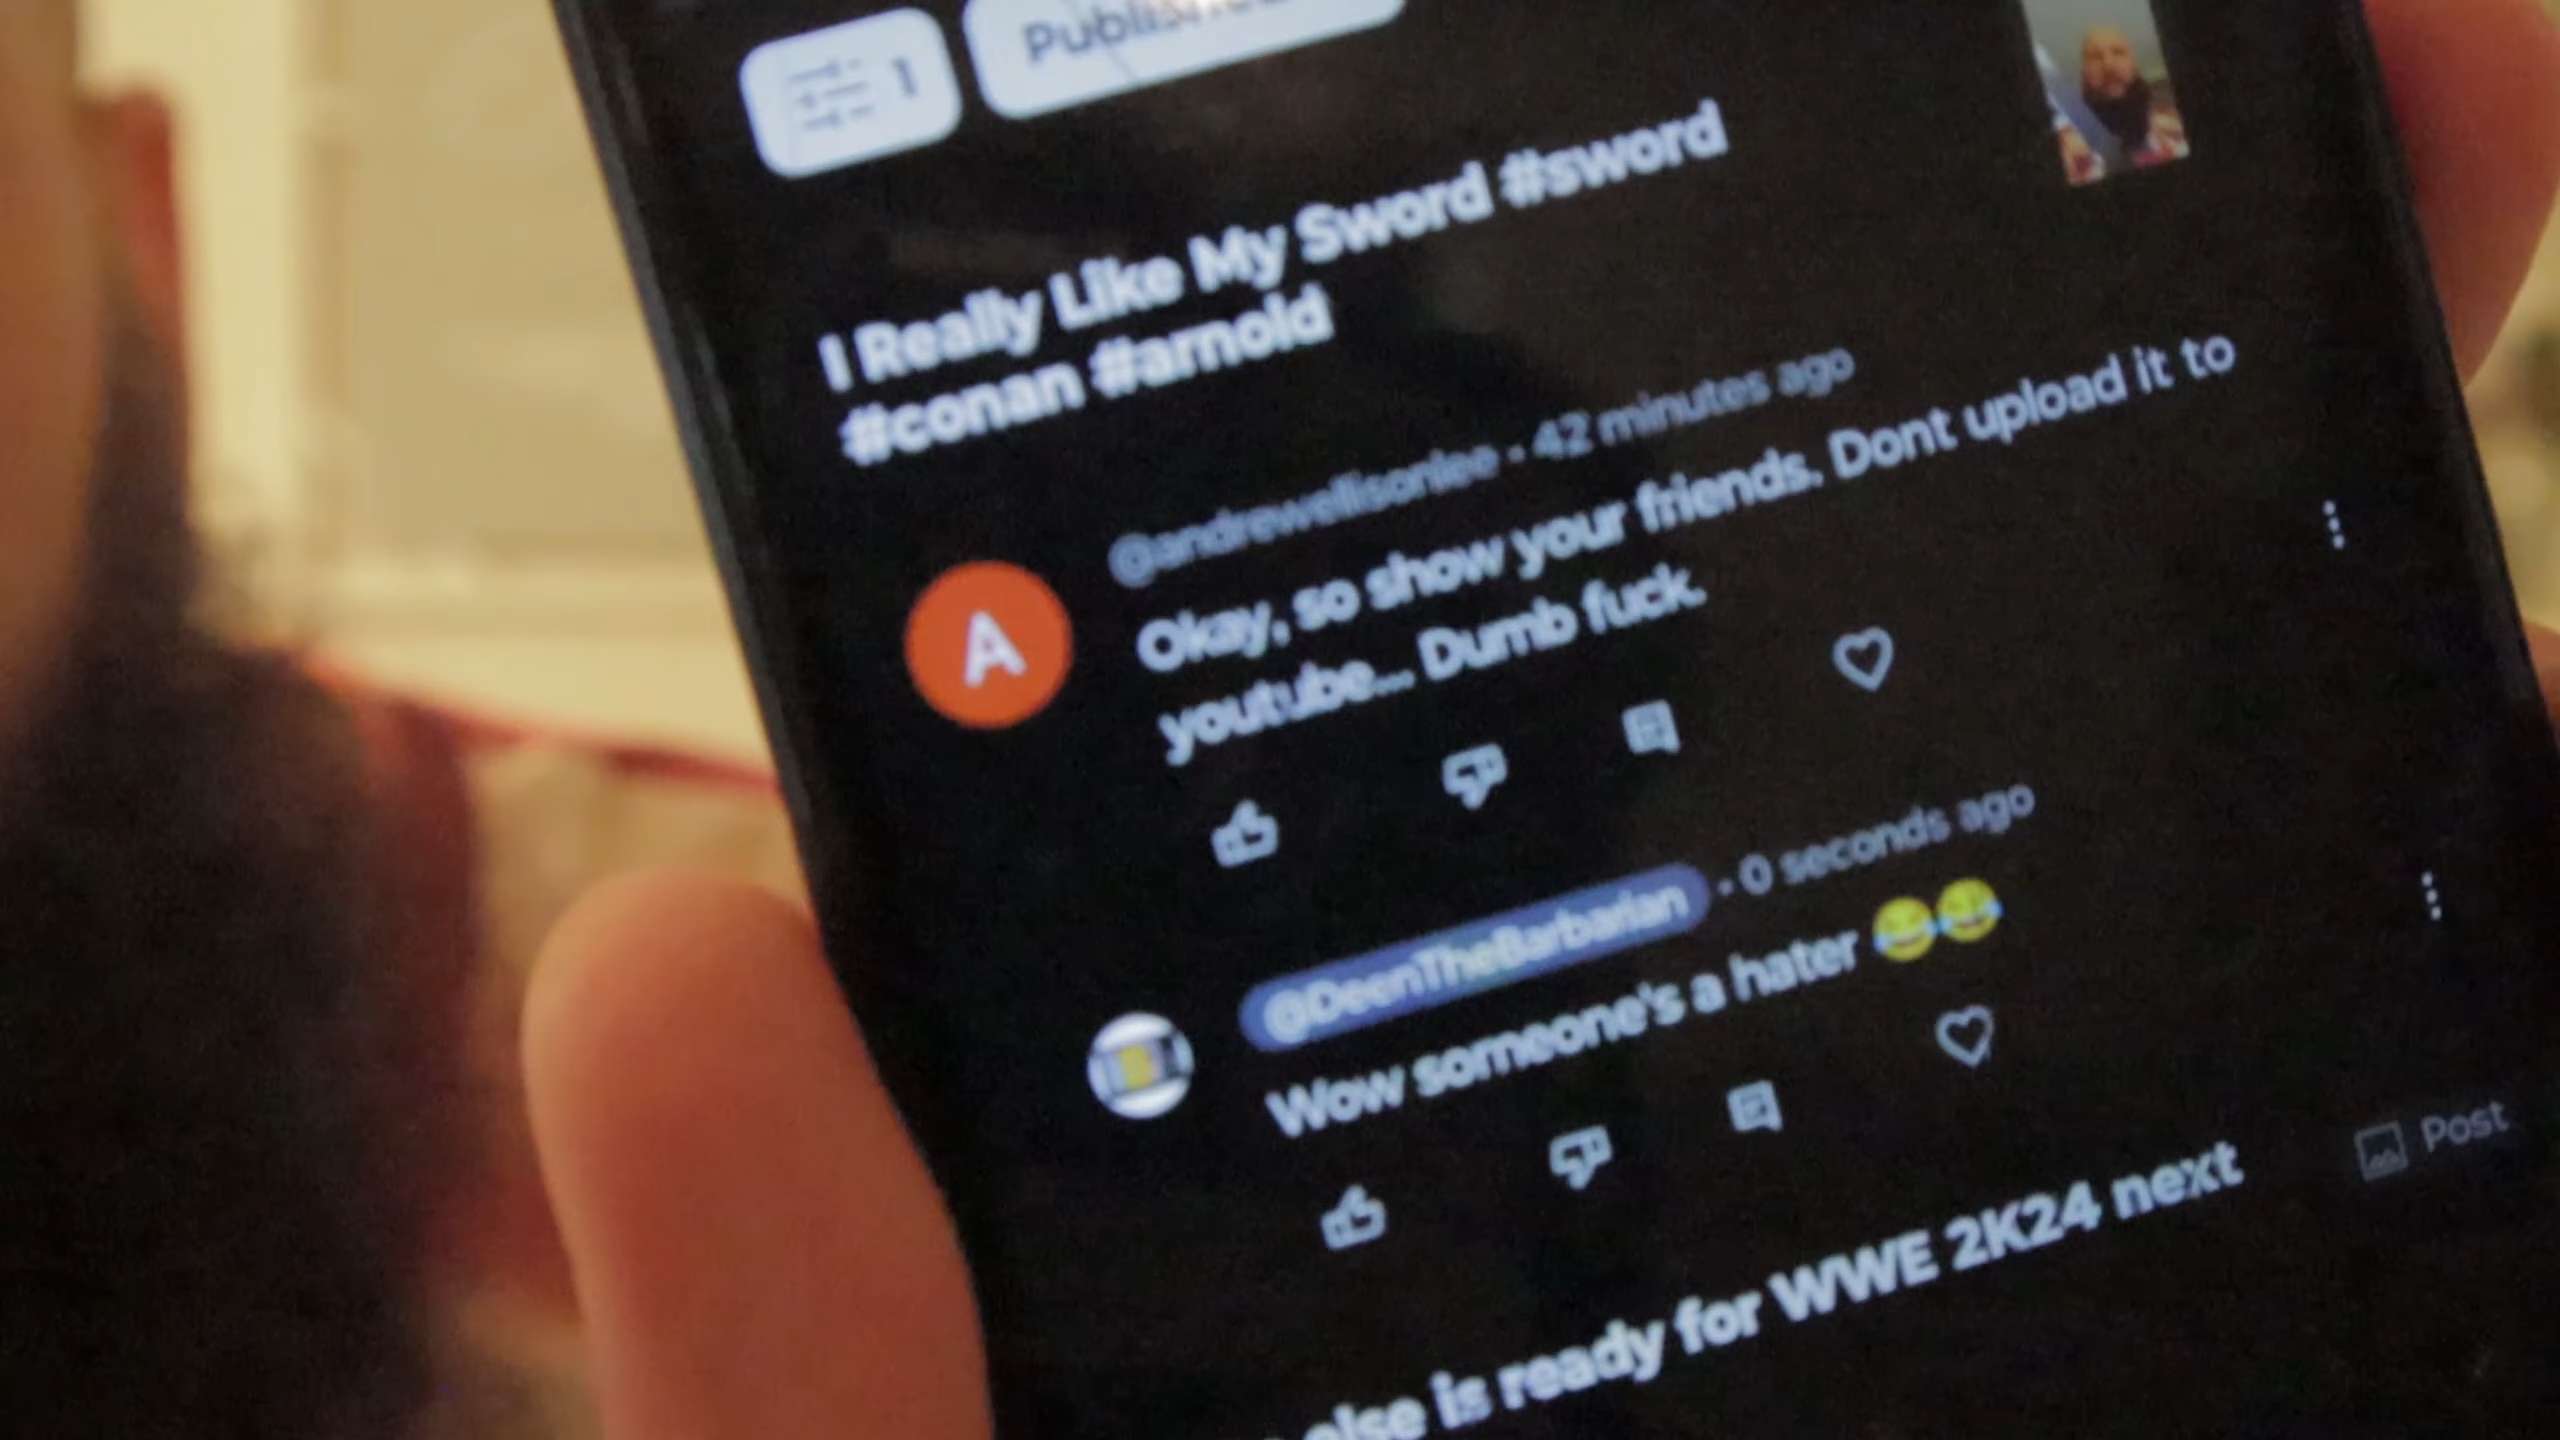 1
Published
I Really Like My Sword #sword
#conan #arnold
@andrewellisonlee · 42 minutes ago
A
Okay, so show your friends. Dont upload it to
youtube... Dumb fuck.
@DeenTheBarbarian · 0 seconds ago
Wow someone's a hater 😂😂
Post
else is ready for WWE 2K24 next